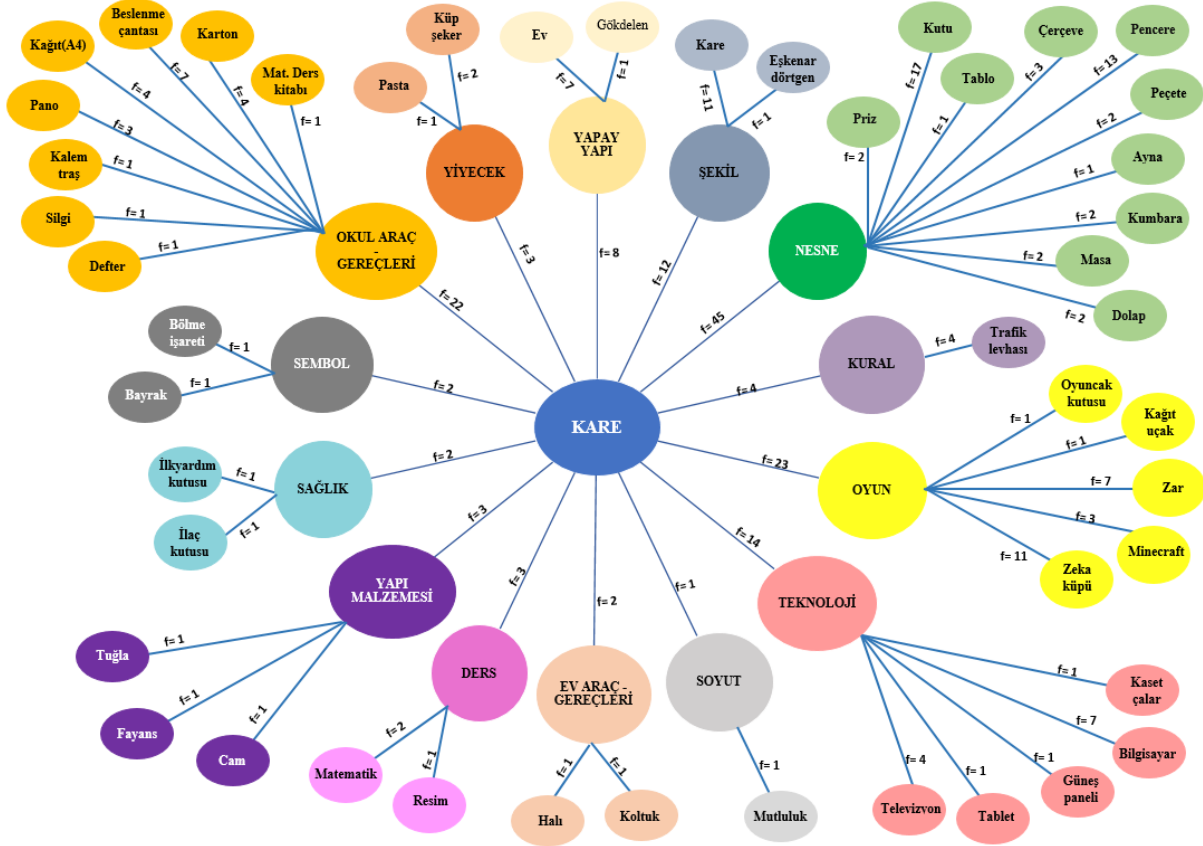 KARE
f= 22
OKUL ARAÇ
-
GEREÇLERİ
Kağıt(A4)
f= 4
Beslenme
çantası
f= 7
Karton
f= 4
Mat. Ders
kitabı
f= 1
Pano
f= 3
Kalem
traş
f= 1
Silgi
f= 1
Defter
f= 1
f= 3
YİYECEK
Pasta
f= 1
Küp
şeker
f= 2
f= 8
YAPAY
YAPI
Ev
f= 7
Gökdelen
f= 1
f= 12
ŞEKİL
Kare
f= 11
Eşkenar
dörtgen
f= 1
f= 45
NESNE
Priz
f= 2
Kutu
f= 17
Tablo
f= 1
Çerçeve
f= 3
Pencere
f= 13
Peçete
f= 2
Ayna
f= 1
Kumbara
f= 2
Masa
f= 2
Dolap
f= 2
f= 4
KURAL
f= 4
Trafik
levhası
f= 23
OYUN
Oyuncak
kutusu
f= 1
Kağıt
uçak
f= 1
Zar
f= 7
Minecraft
f= 3
Zeka
küpü
f= 11
f= 14
TEKNOLOJİ
Kaset
çalar
f= 1
Bilgisayar
f= 7
Güneş
paneli
f= 1
Tablet
f= 1
Televizyon
f= 4
f= 1
SOYUT
f= 1
Mutluluk
f= 2
EV ARAÇ -
GEREÇLERİ
f= 1
Halı
f= 1
Koltuk
f= 3
DERS
f= 2
Matematik
f= 1
Resim
f= 3
YAPI
MALZEMESİ
Tuğla
f= 1
Fayans
f= 1
Cam
f= 1
f= 2
SAĞLIK
İlkyardım
kutusu
f= 1
İlaç
kutusu
f= 1
f= 2
SEMBOL
Bölme
işareti
f= 1
Bayrak
f= 1